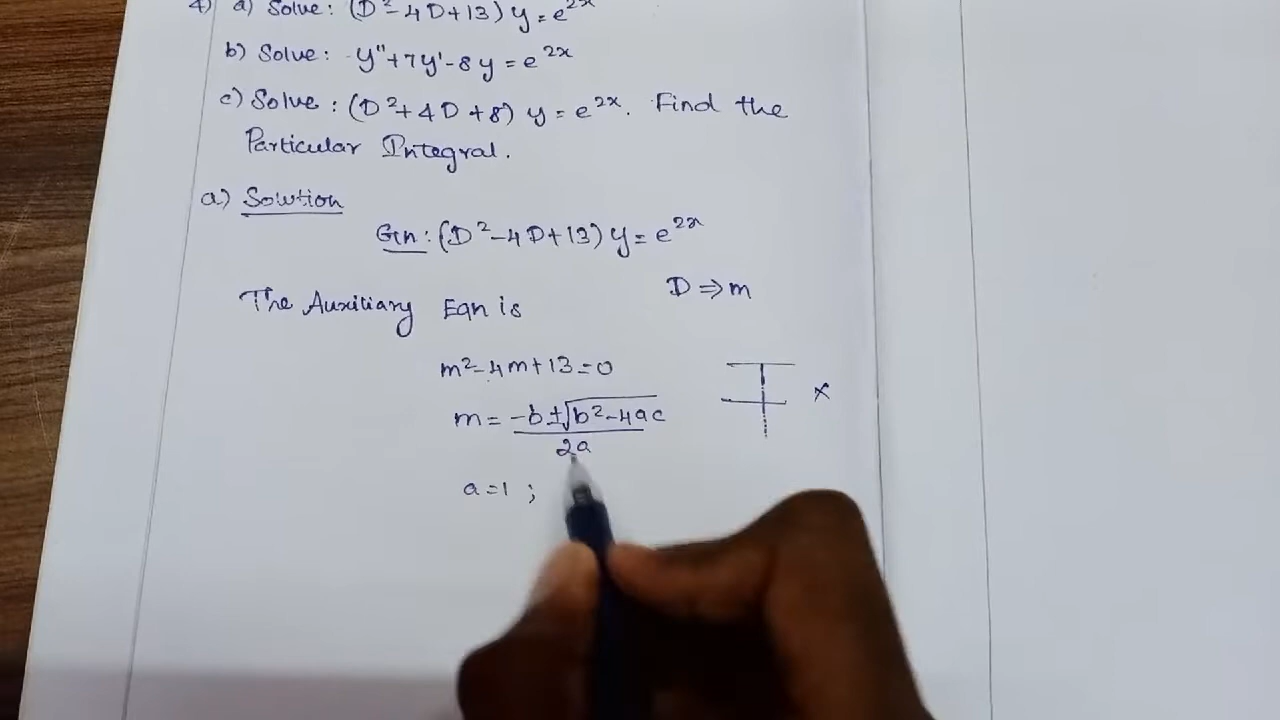 4) a) Solve: (D²-4D+13) y = e^2x
b) Solve: y''+7y'-8y = e^2x
c) Solve: (D²+4D+8) y = e^2x. Find the
Particular Integral.
a) Solution
Gn: (D²-4D+13) y = e^2x
D ⇒ m
The Auxiliary Eqn is
m²-4m+13=0
m = -b±√b²-4ac
2a
x
a=1 ;